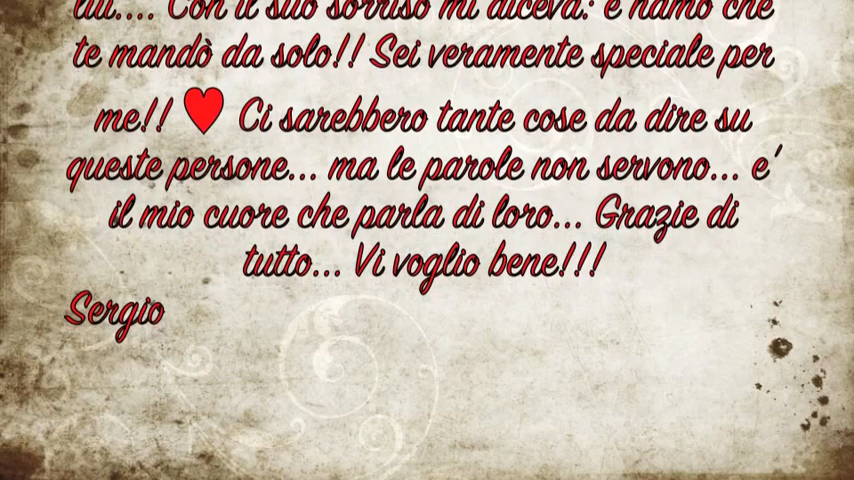 Con il suo sorriso mi diceva: e namo che
te mandò da solo!! Sei veramente speciale per
me!! ♥ Ci sarebbero tante cose da dire su
queste persone... ma le parole non servono... e'
il mio cuore che parla di loro... Grazie di
tutto... Vi voglio bene!!!
Sergio